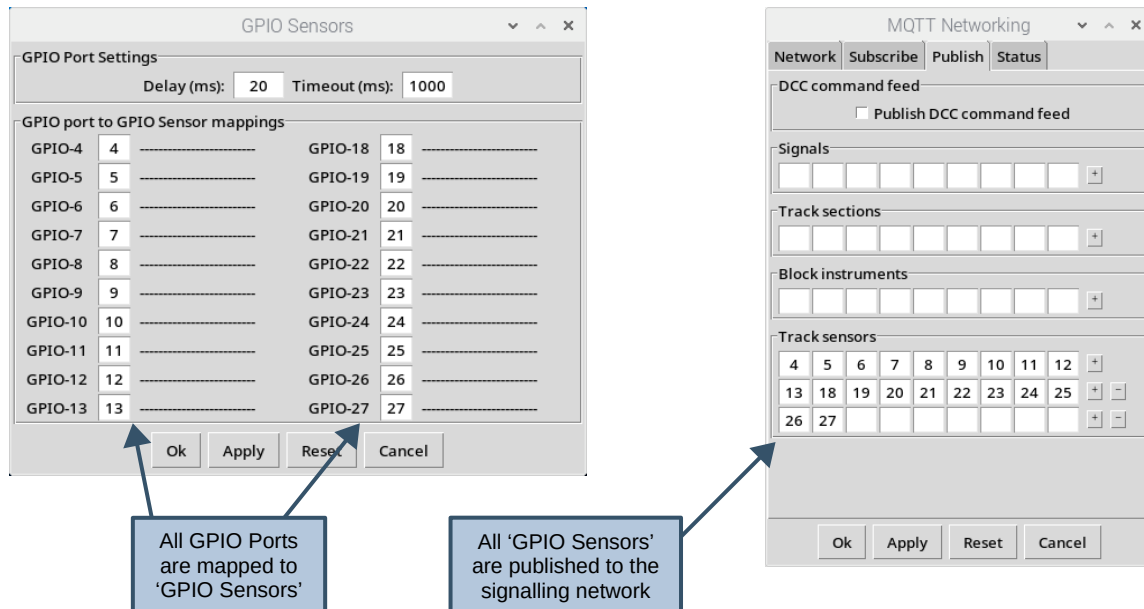 GPIO Sensors
GPIO Port Settings
Delay (ms): 20 Timeout (ms): 1000
GPIO port to GPIO Sensor mappings
GPIO-4 4 ------------------------- GPIO-18 18 -------------------------
GPIO-5 5 ------------------------- GPIO-19 19 -------------------------
GPIO-6 6 ------------------------- GPIO-20 20 -------------------------
GPIO-7 7 ------------------------- GPIO-21 21 -------------------------
GPIO-8 8 ------------------------- GPIO-22 22 -------------------------
GPIO-9 9 ------------------------- GPIO-23 23 -------------------------
GPIO-10 10 ------------------------- GPIO-24 24 -------------------------
GPIO-11 11 ------------------------- GPIO-25 25 -------------------------
GPIO-12 12 ------------------------- GPIO-26 26 -------------------------
GPIO-13 13 ------------------------- GPIO-27 27 -------------------------
Ok Apply Reset Cancel
All GPIO Ports
are mapped to
‘GPIO Sensors’
MQTT Networking
Network Subscribe Publish Status
DCC command feed
Publish DCC command feed
Signals
+
Track sections
+
Block instruments
+
Track sensors
4 5 6 7 8 9 10 11 12 +
13 18 19 20 21 22 23 24 25 + -
26 27 + -
Ok Apply Reset Cancel
All ‘GPIO Sensors’
are published to the
signalling network